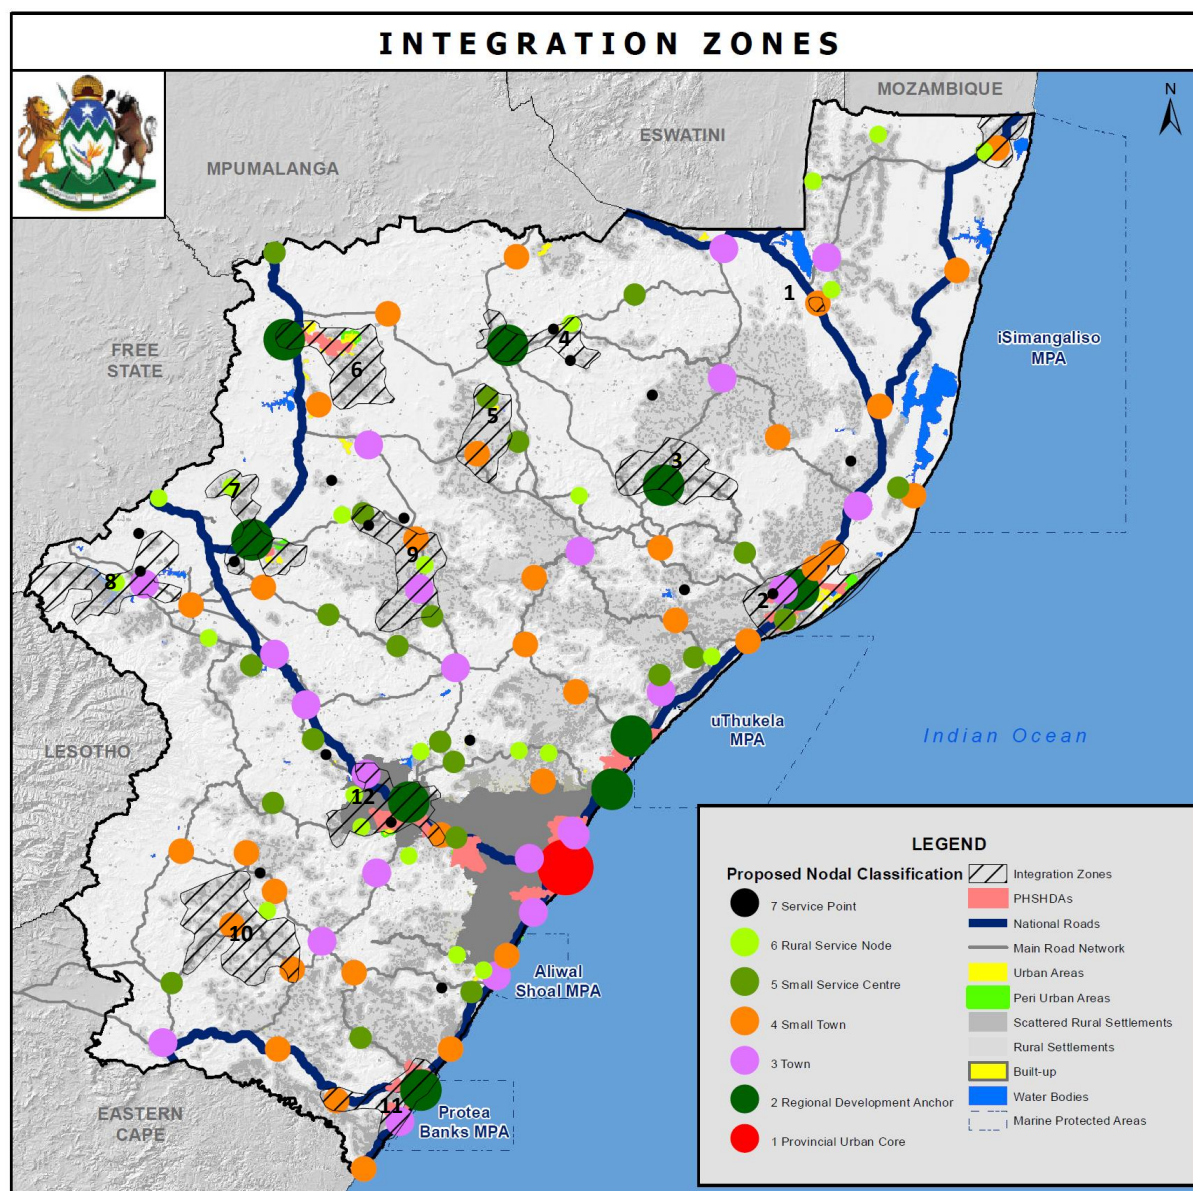 INTEGRATION ZONES
MOZAMBIQUE
N
ESWATINI
MPUMALANGA
1
iSimangaliso
MPA
FREE
STATE
4
6
5
3
7
9
8
2
uThukela
MPA
Indian Ocean
LESOTHO
12
10
Aliwal
Shoal MPA
11
Protea
Banks MPA
EASTERN
CAPE
LEGEND
Proposed Nodal Classification
7 Service Point
6 Rural Service Node
5 Small Service Centre
4 Small Town
3 Town
2 Regional Development Anchor
1 Provincial Urban Core
Integration Zones
PHSHDAs
National Roads
Main Road Network
Urban Areas
Peri Urban Areas
Scattered Rural Settlements
Rural Settlements
Built-up
Water Bodies
Marine Protected Areas